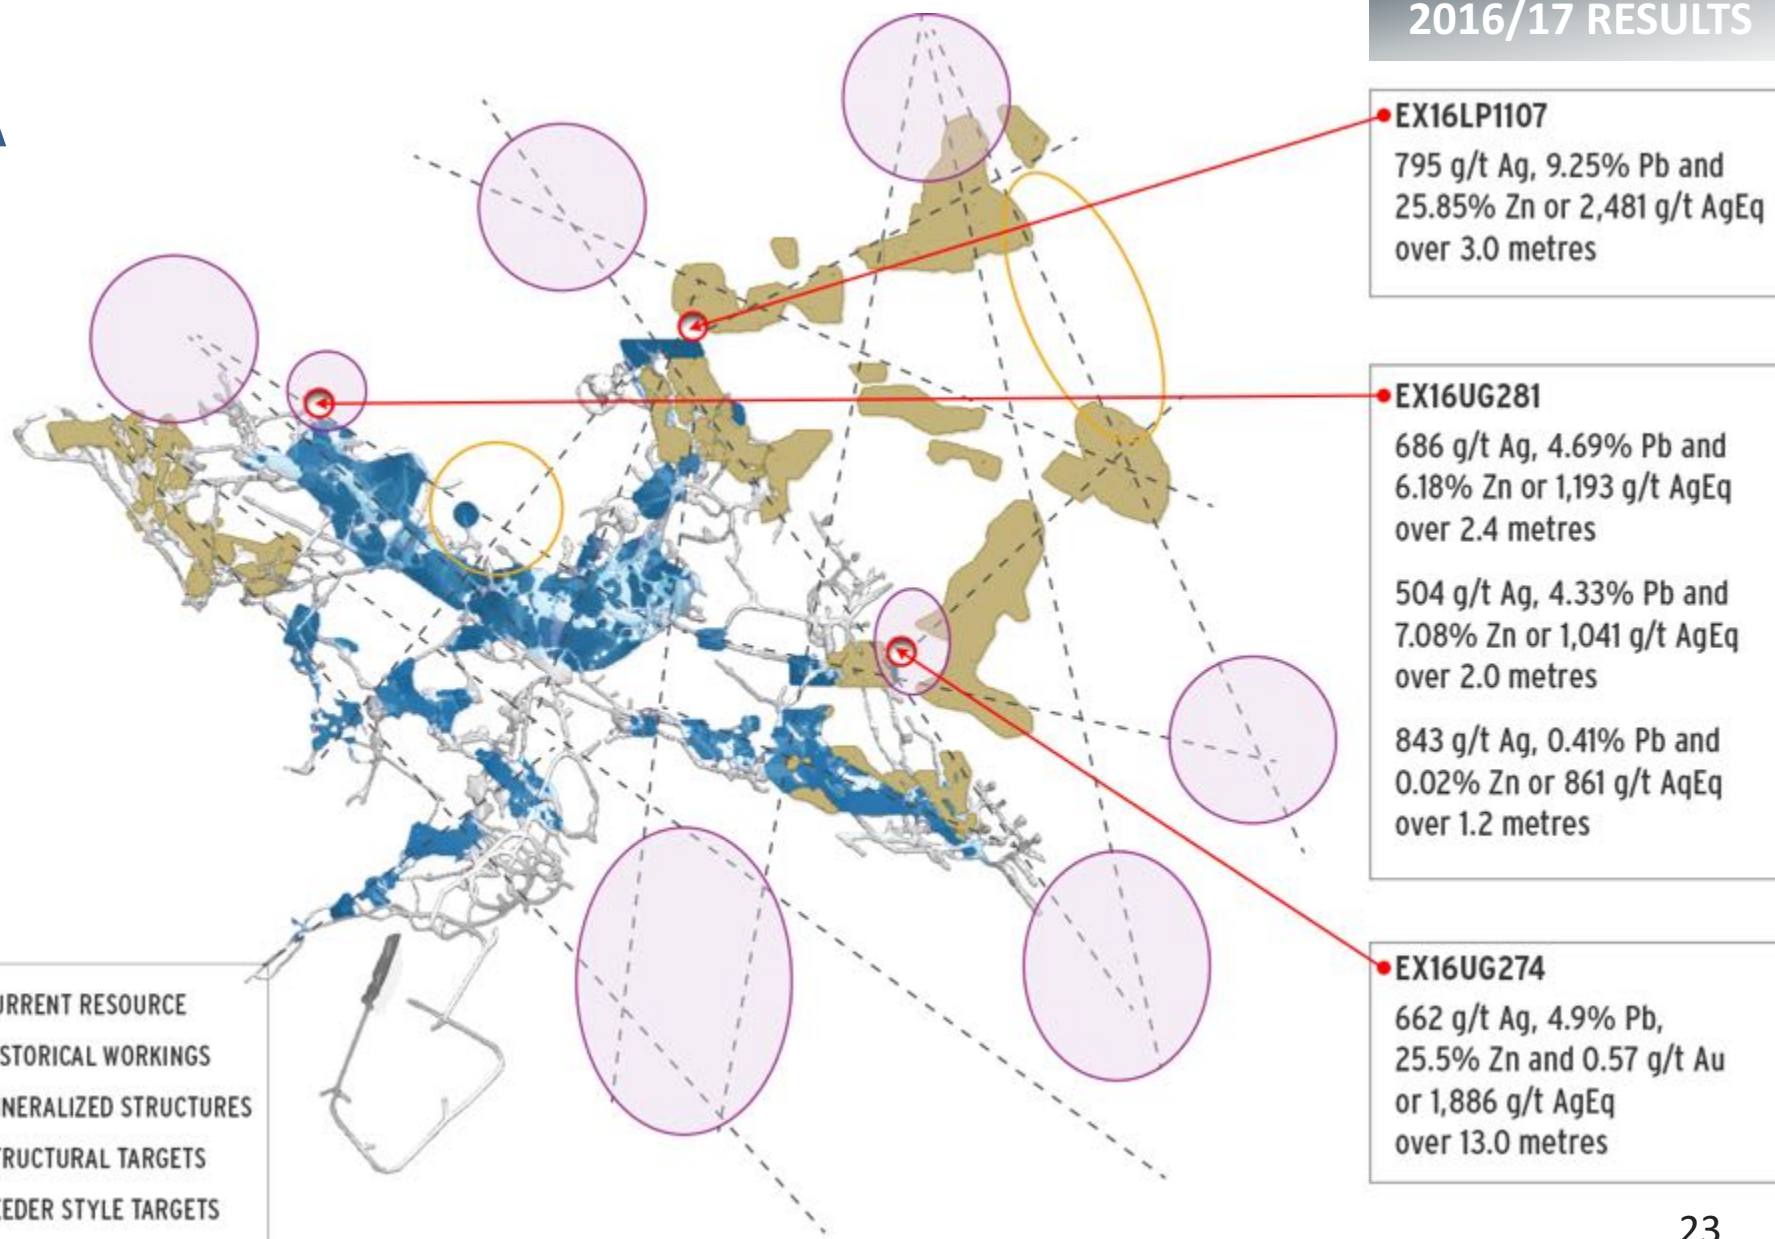 2016/17 RESULTS
EX16LP1107
795 g/t Ag, 9.25% Pb and
25.85% Zn or 2,481 g/t AgEq
over 3.0 metres
EX16UG281
686 g/t Ag, 4.69% Pb and
6.18% Zn or 1,193 g/t AgEq
over 2.4 metres
504 g/t Ag, 4.33% Pb and
7.08% Zn or 1,041 g/t AgEq
over 2.0 metres
843 g/t Ag, 0.41% Pb and
0.02% Zn or 861 g/t AqEq
over 1.2 metres
EX16UG274
662 g/t Ag, 4.9% Pb,
25.5% Zn and 0.57 g/t Au
or 1,886 g/t AgEq
over 13.0 metres
URRENT RESOURCE
STORICAL WORKINGS
NERALIZED STRUCTURES
TRUCTURAL TARGETS
EEDER STYLE TARGETS
23